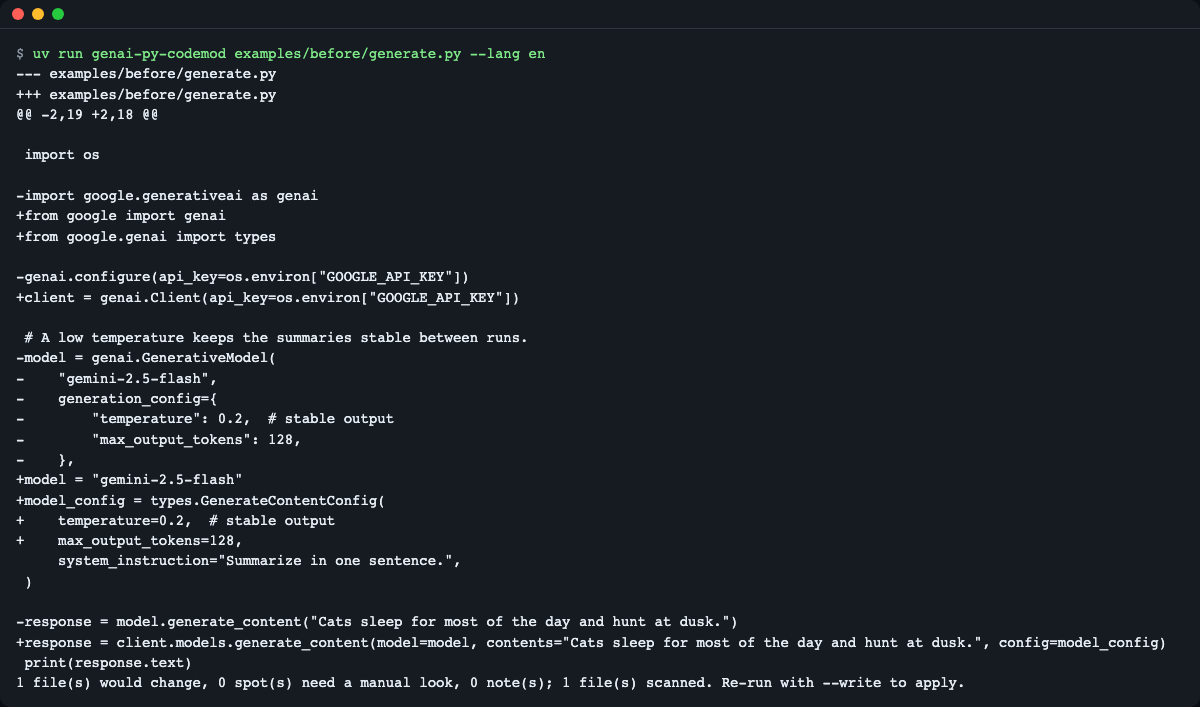 $ uv run genai-py-codemod examples/before/generate.py --lang en
--- examples/before/generate.py
+++ examples/before/generate.py
@@ -2,19 +2,18 @@

 import os

-import google.generativeai as genai
+from google import genai
+from google.genai import types

-genai.configure(api_key=os.environ["GOOGLE_API_KEY"])
+client = genai.Client(api_key=os.environ["GOOGLE_API_KEY"])

 # A low temperature keeps the summaries stable between runs.
-model = genai.GenerativeModel(
-    "gemini-2.5-flash",
-    generation_config={
-        "temperature": 0.2,  # stable output
-        "max_output_tokens": 128,
-    },
+model = "gemini-2.5-flash"
+model_config = types.GenerateContentConfig(
+    temperature=0.2,  # stable output
+    max_output_tokens=128,
     system_instruction="Summarize in one sentence.",
 )

-response = model.generate_content("Cats sleep for most of the day and hunt at dusk.")
+response = client.models.generate_content(model=model, contents="Cats sleep for most of the day and hunt at dusk.", config=model_config)
 print(response.text)
1 file(s) would change, 0 spot(s) need a manual look, 0 note(s); 1 file(s) scanned. Re-run with --write to apply.